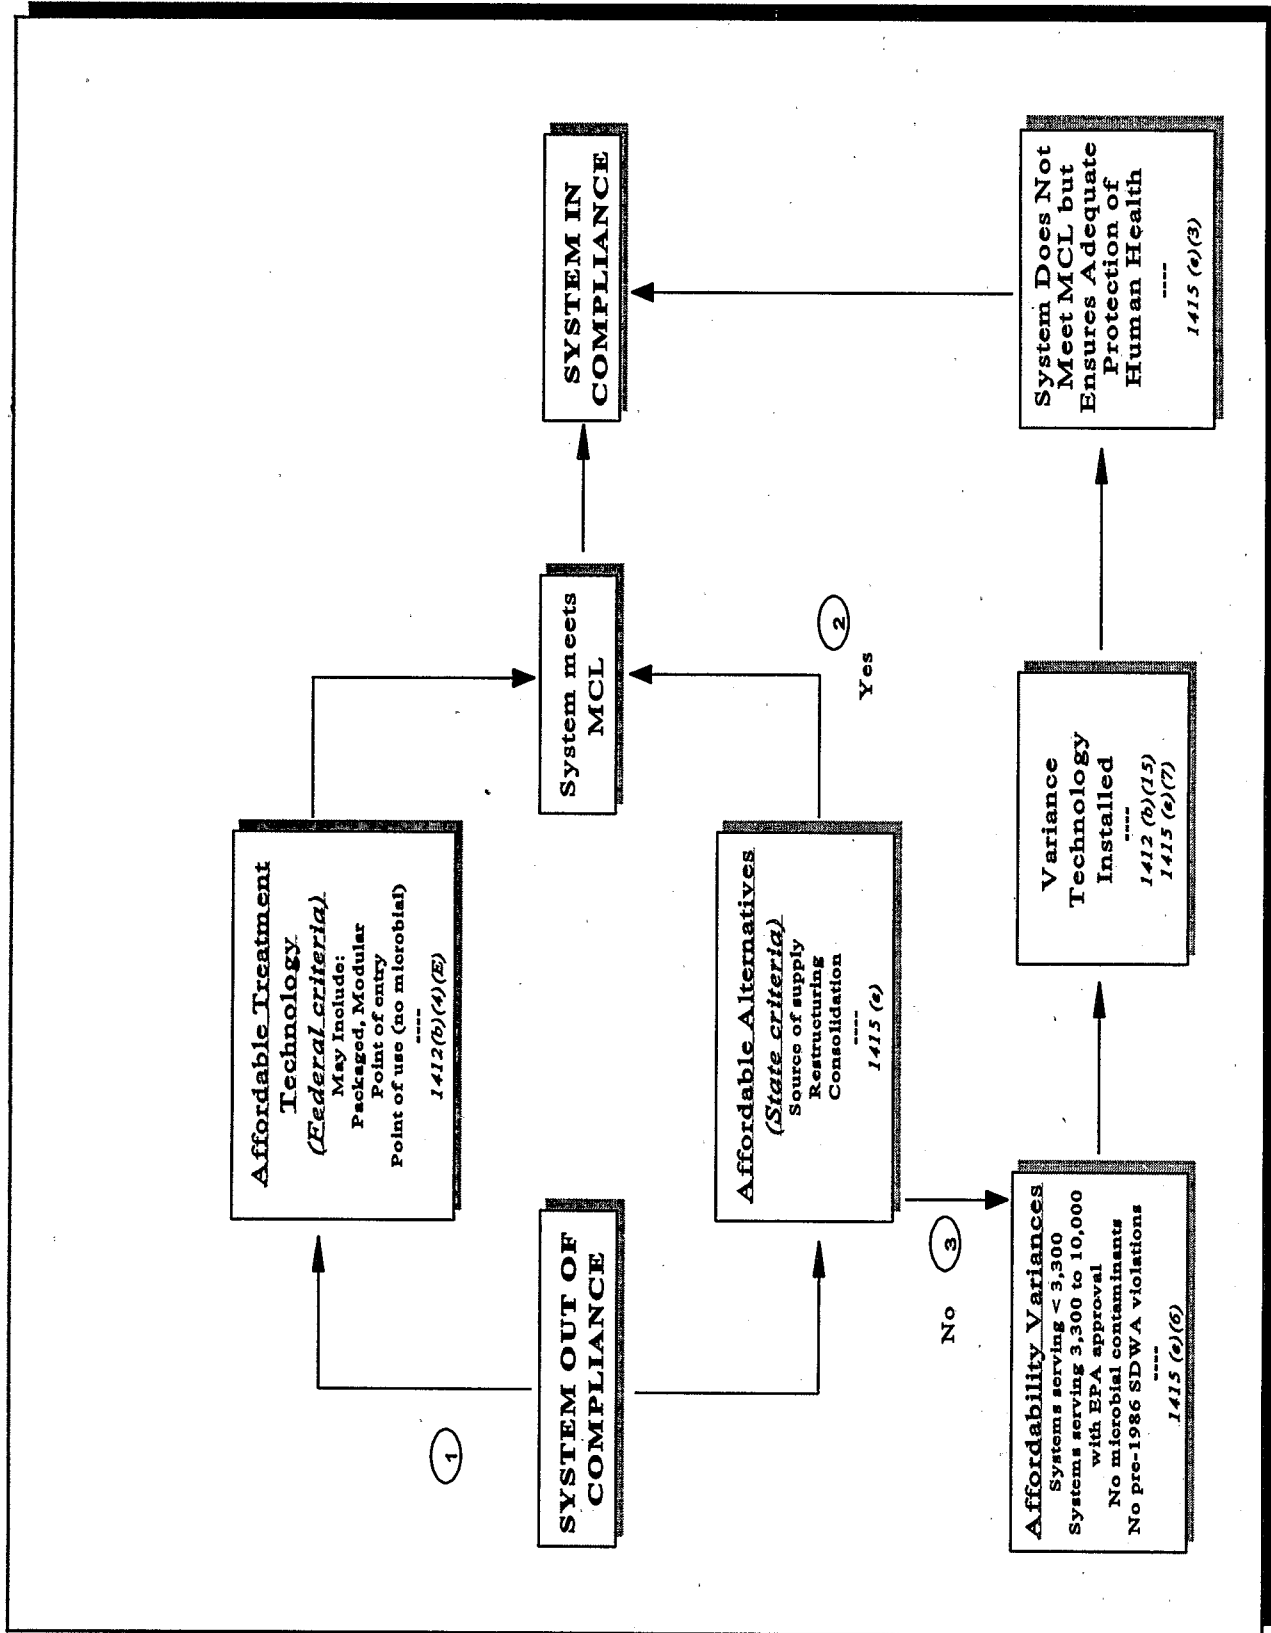 1
Affordable Treatment
Technology
(Federal criteria)
May Include:
Packaged, Modular
Point of entry
Point of use (no microbial)
----
1412(b)(4)(E)
SYSTEM OUT OF
COMPLIANCE
System meets
MCL
SYSTEM IN
COMPLIANCE
Affordable Alternatives
(State criteria)
Source of supply
Restructuring
Consolidation
----
1415 (e)
2
Yes
3
No
Affordability Variances
Systems serving < 3,300
Systems serving 3,300 to 10,000
with EPA approval
No microbial contaminants
No pre-1986 SDWA violations
----
1415 (e)(6)
Variance
Technology
Installed
----
1412 (b)(15)
1415 (e)(7)
System Does Not
Meet MCL but
Ensures Adequate
Protection of
Human Health
----
1415 (e)(3)